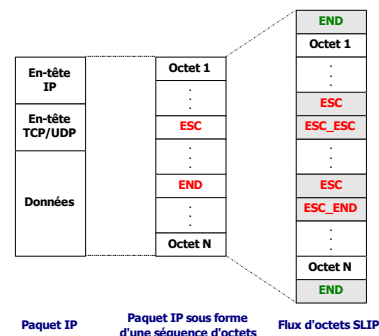 En-tête
IP
En-tête
TCP/UDP
Données
Paquet IP
Octet 1
.
.
.
ESC
.
.
.
END
.
.
.
Octet N
Paquet IP sous forme
d'une séquence d'octets
END
Octet 1
.
.
.
ESC
ESC_ESC
.
.
.
ESC
ESC_END
.
.
.
Octet N
END
Flux d'octets SLIP